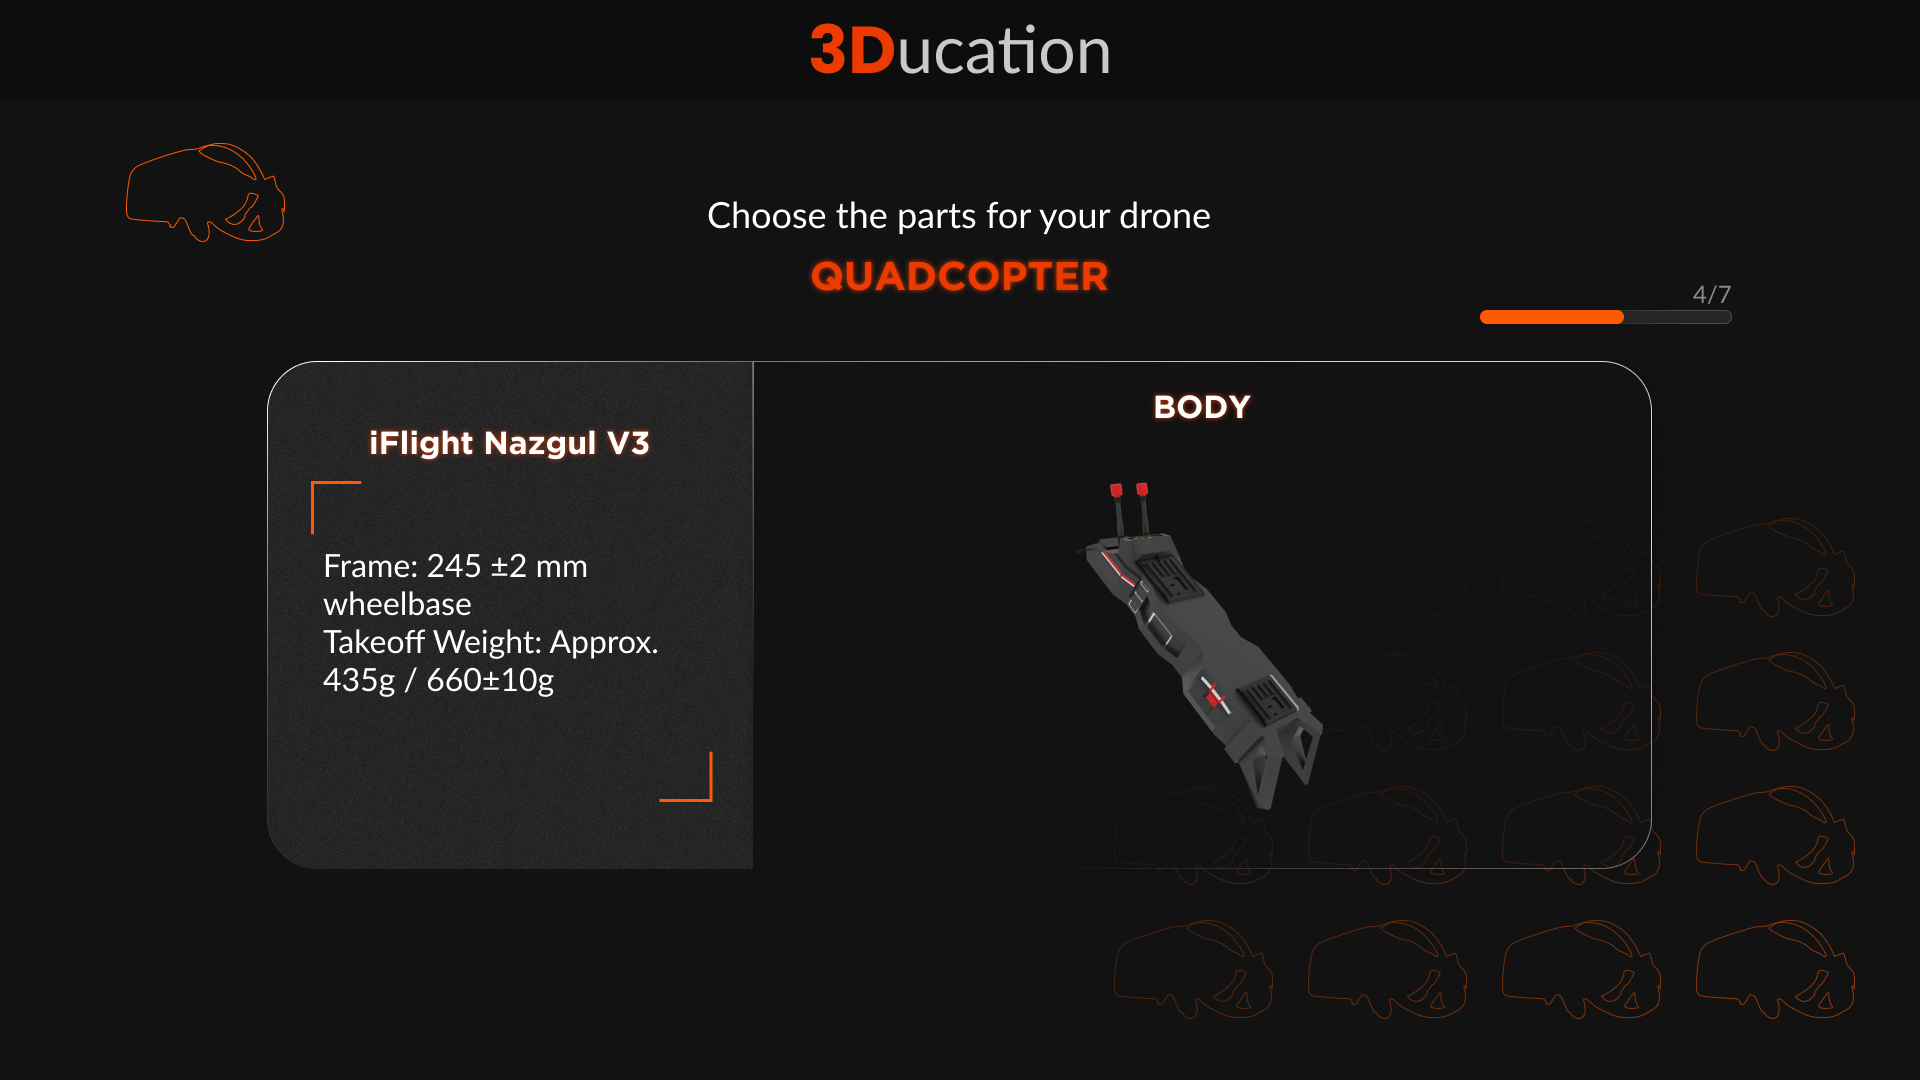 3Ducation
Choose the parts for your drone
QUADCOPTER
4/7
BODY
iFlight Nazgul V3
Frame: 245 ±2 mm
wheelbase
Takeoff Weight: Approx.
435g / 660±10g